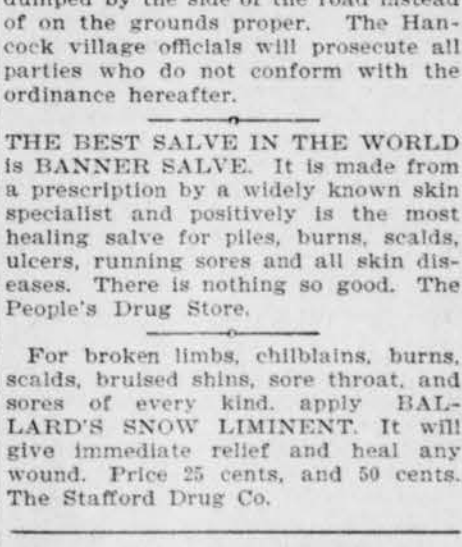 dumped by the side of the road instead
of on the grounds proper. The Han-
cock village officials will prosecute all
parties who do not conform with the
ordinance hereafter.
THE BEST SALVE IN THE WORLD
is BANNER SALVE. It is made from
a prescription by a widely known skin
specialist and positively is the most
healing salve for piles, burns, scalds,
ulcers, running sores and all skin dis-
eases. There is nothing so good. The
People's Drug Store.
For broken limbs, chilblains, burns,
scalds, bruised shins, sore throat, and
sores of every kind. apply BAL-
LARD'S SNOW LIMINENT. It will
give immediate relief and heal any
wound. Price 25 cents, and 50 cents.
The Stafford Drug Co.